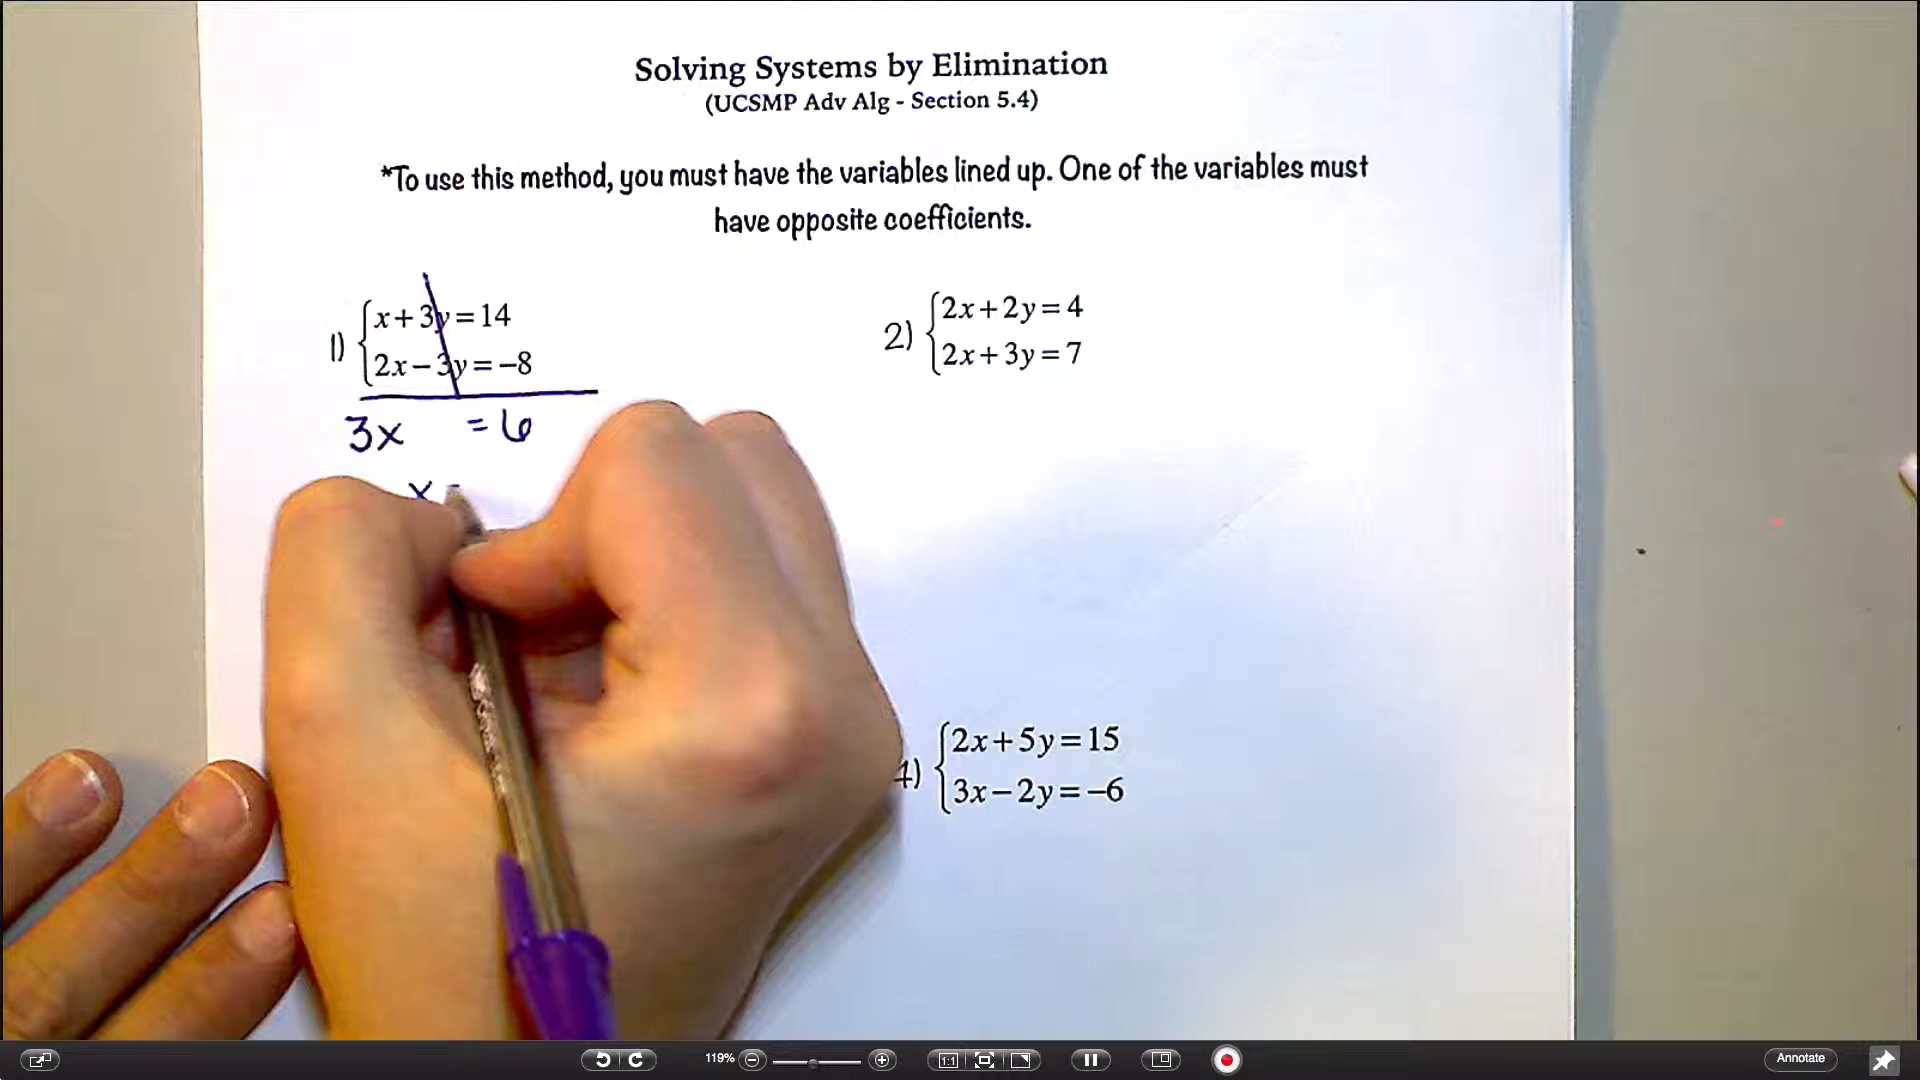 Solving Systems by Elimination
(UCSMP Adv Alg - Section 5.4)
*To use this method, you must have the variables lined up. One of the variables must
have opposite coefficients.
1) x + 3y = 14
2x − 3y = −8
3x = 6
x =
2) 2x + 2y = 4
2x + 3y = 7
4) 2x + 5y = 15
3x − 2y = −6
119%
1:1
Annotate